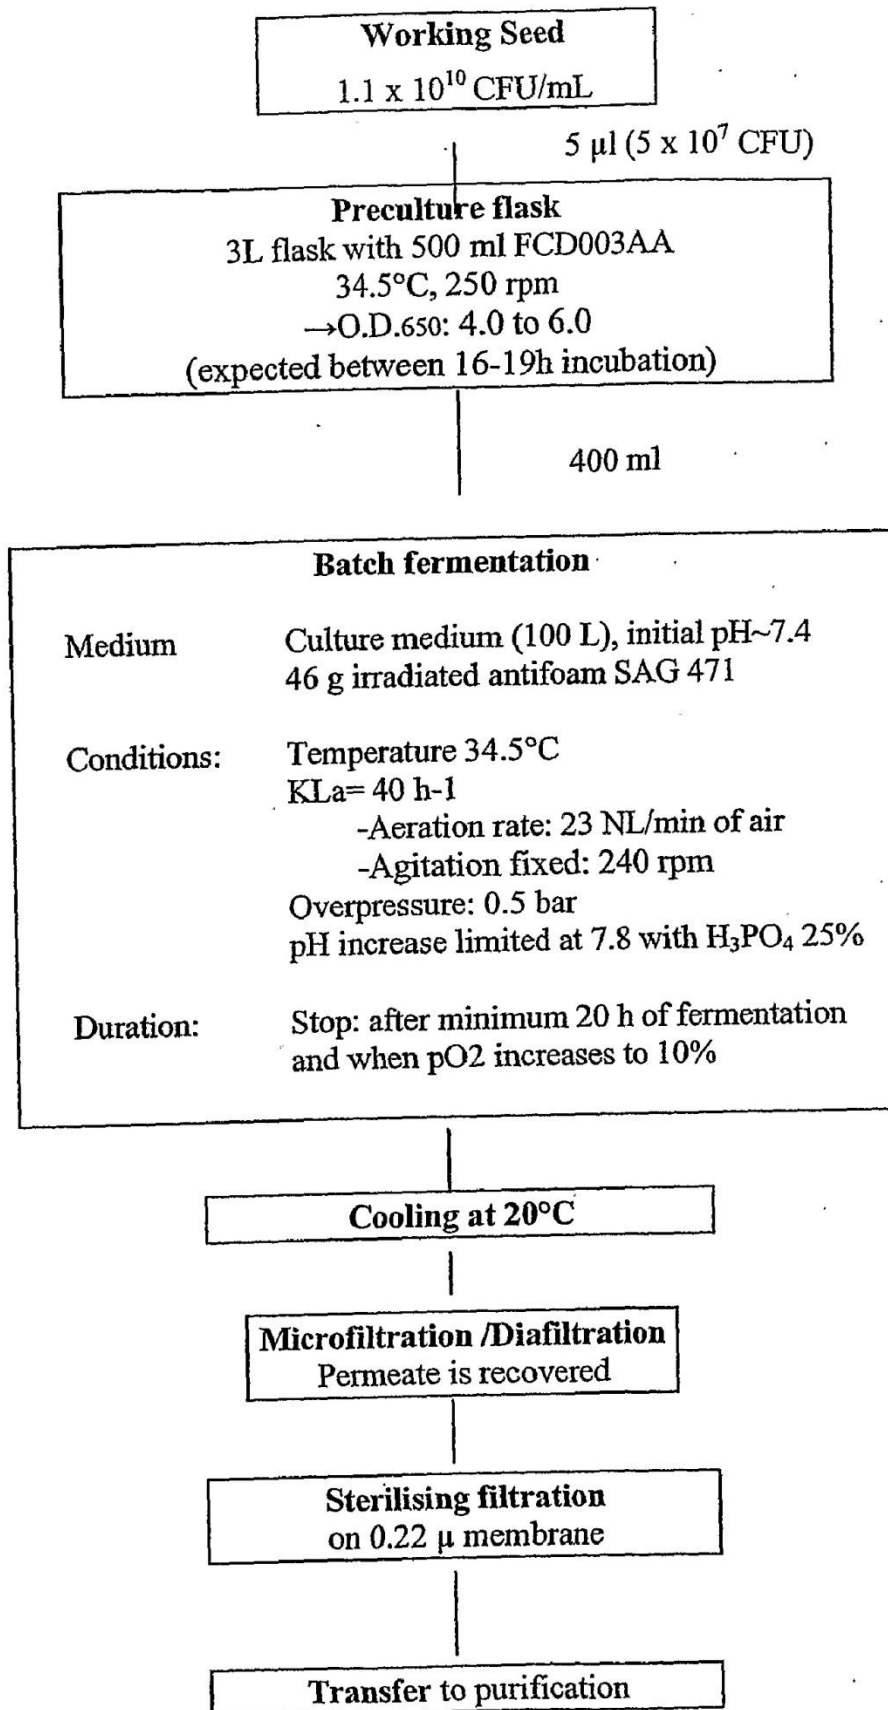 Working Seed
1.1 x 10¹⁰ CFU/mL
5 µl (5 x 10⁷ CFU)
Preculture flask
3L flask with 500 ml FCD003AA
34.5°C, 250 rpm
→O.D.650: 4.0 to 6.0
(expected between 16-19h incubation)
400 ml
Batch fermentation
Medium Culture medium (100 L), initial pH~7.4
46 g irradiated antifoam SAG 471
Conditions: Temperature 34.5°C
KLa= 40 h-1
-Aeration rate: 23 NL/min of air
-Agitation fixed: 240 rpm
Overpressure: 0.5 bar
pH increase limited at 7.8 with H₃PO₄ 25%
Duration: Stop: after minimum 20 h of fermentation
and when pO2 increases to 10%
Cooling at 20°C
Microfiltration /Diafiltration
Permeate is recovered
Sterilising filtration
on 0.22 µ membrane
Transfer to purification